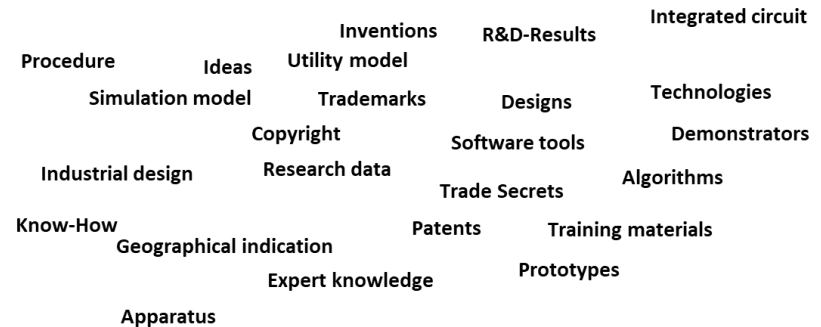 Integrated circuit
Inventions
R&D-Results
Procedure
Ideas
Utility model
Simulation model
Trademarks
Designs
Technologies
Copyright
Software tools
Demonstrators
Industrial design
Research data
Trade Secrets
Algorithms
Know-How
Geographical indication
Patents
Training materials
Expert knowledge
Prototypes
Apparatus